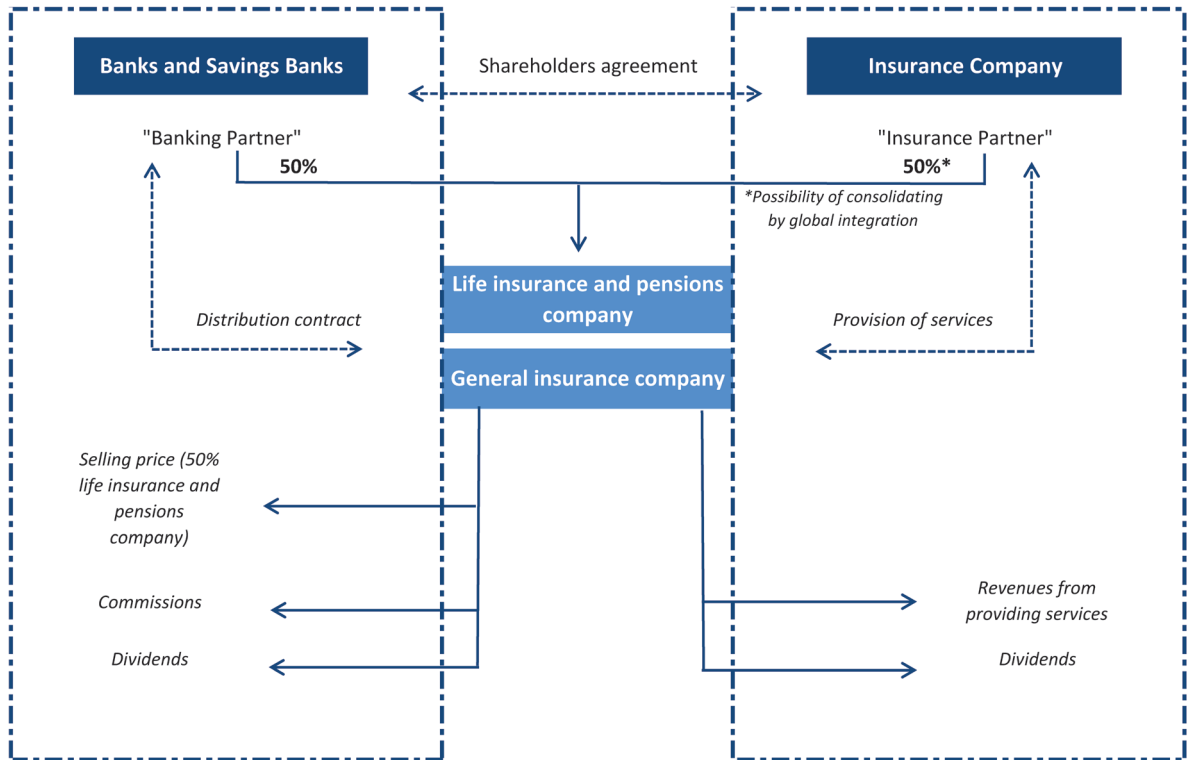 Banks and Savings Banks
Shareholders agreement
Insurance Company
"Banking Partner"
"Insurance Partner"
50%
50%*
*Possibility of consolidating
by global integration
Life insurance and pensions
company
Distribution contract
Provision of services
General insurance company
Selling price (50%
life insurance and
pensions
company)
Commissions
Revenues from
providing services
Dividends
Dividends